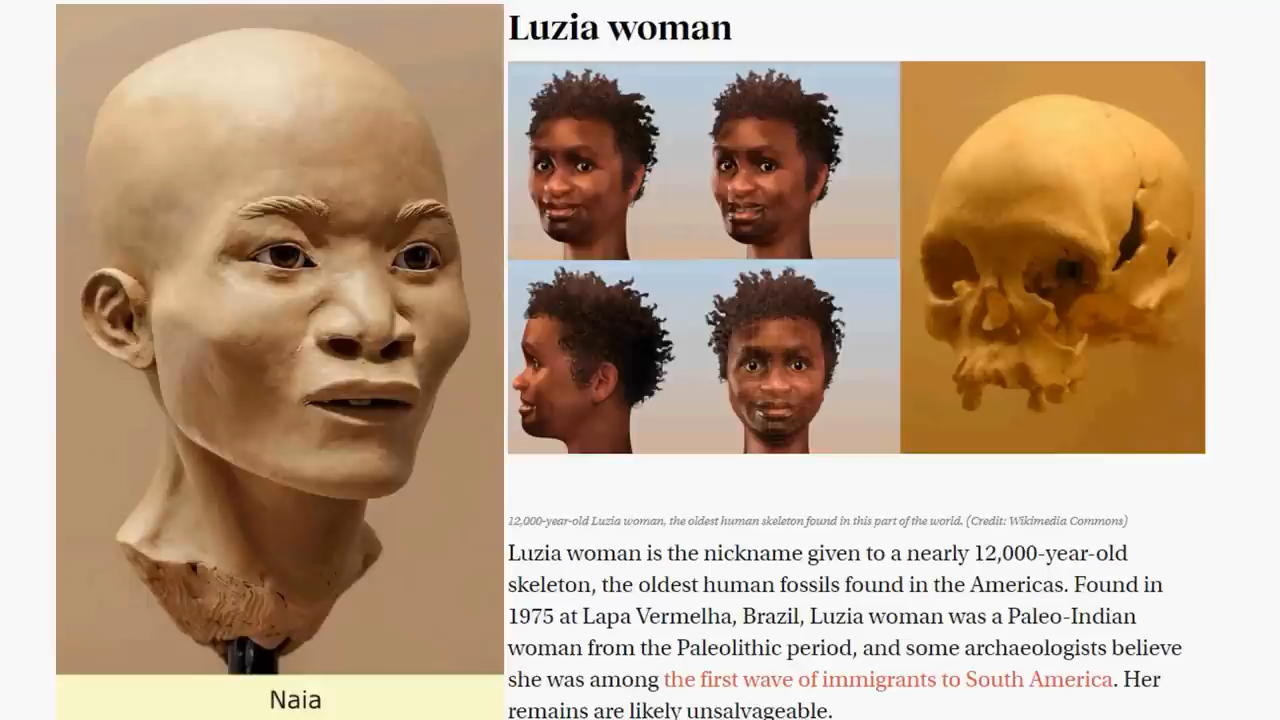 Luzia woman
12,000-year-old Luzia woman, the oldest human skeleton found in this part of the world. (Credit: Wikimedia Commons)
Luzia woman is the nickname given to a nearly 12,000-year-old
skeleton, the oldest human fossils found in the Americas. Found in
1975 at Lapa Vermelha, Brazil, Luzia woman was a Paleo-Indian
woman from the Paleolithic period, and some archaeologists believe
she was among the first wave of immigrants to South America. Her
remains are likely unsalvageable.
Naia